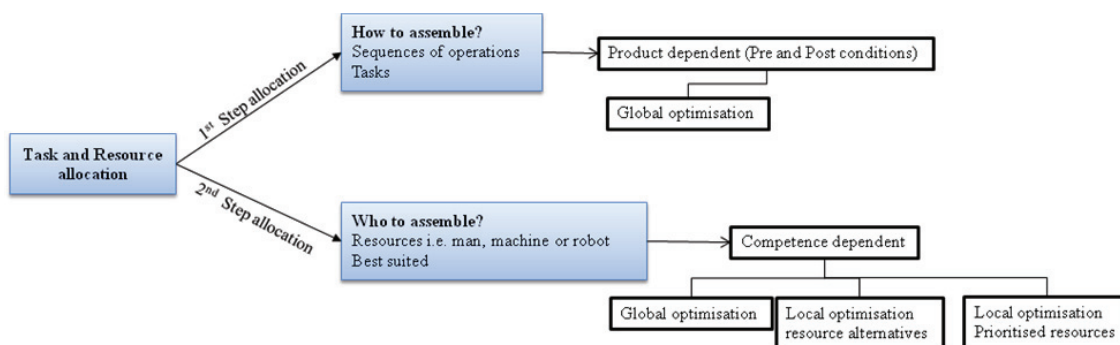 How to assemble?
Sequences of operations
Tasks
Product dependent (Pre and Post conditions)
Global optimisation
1st Step allocation
Task and Resource
allocation
2nd Step allocation
Who to assemble?
Resources i.e. man, machine or robot
Best suited
Competence dependent
Global optimisation
Local optimisation
resource alternatives
Local optimisation
Prioritised resources